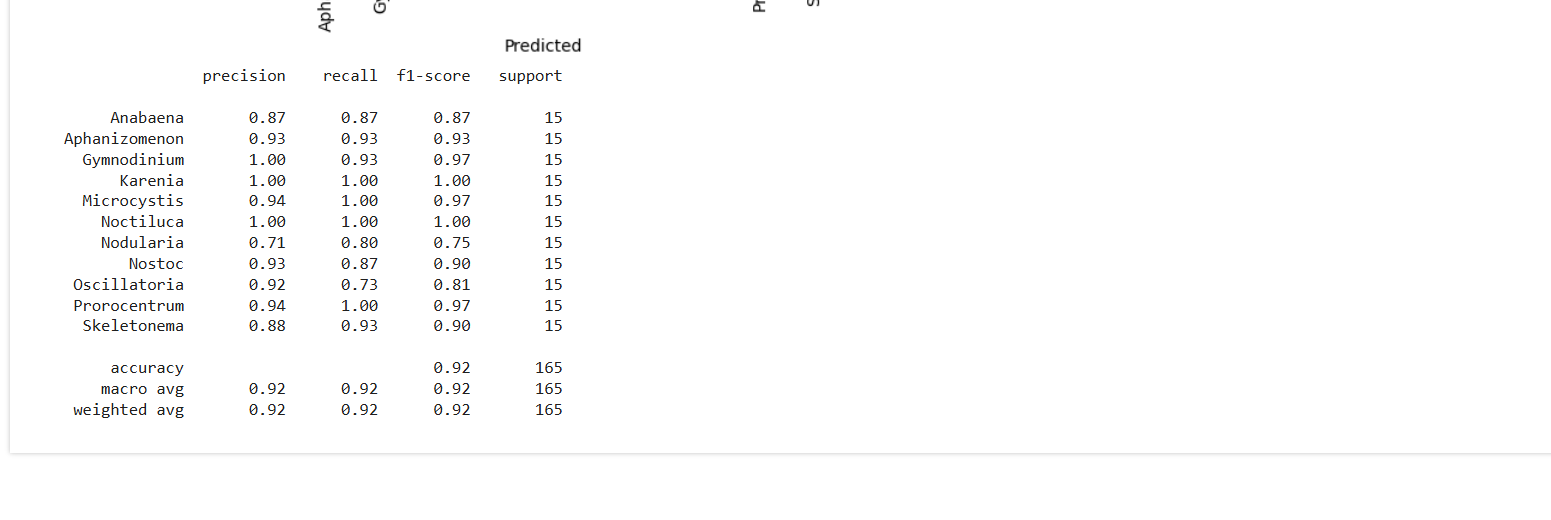 Aph
Gy
Pr
S
Predicted
precision recall f1-score support
Anabaena 0.87 0.87 0.87 15
Aphanizomenon 0.93 0.93 0.93 15
Gymnodinium 1.00 0.93 0.97 15
Karenia 1.00 1.00 1.00 15
Microcystis 0.94 1.00 0.97 15
Noctiluca 1.00 1.00 1.00 15
Nodularia 0.71 0.80 0.75 15
Nostoc 0.93 0.87 0.90 15
Oscillatoria 0.92 0.73 0.81 15
Prorocentrum 0.94 1.00 0.97 15
Skeletonema 0.88 0.93 0.90 15
accuracy 0.92 165
macro avg 0.92 0.92 0.92 165
weighted avg 0.92 0.92 0.92 165